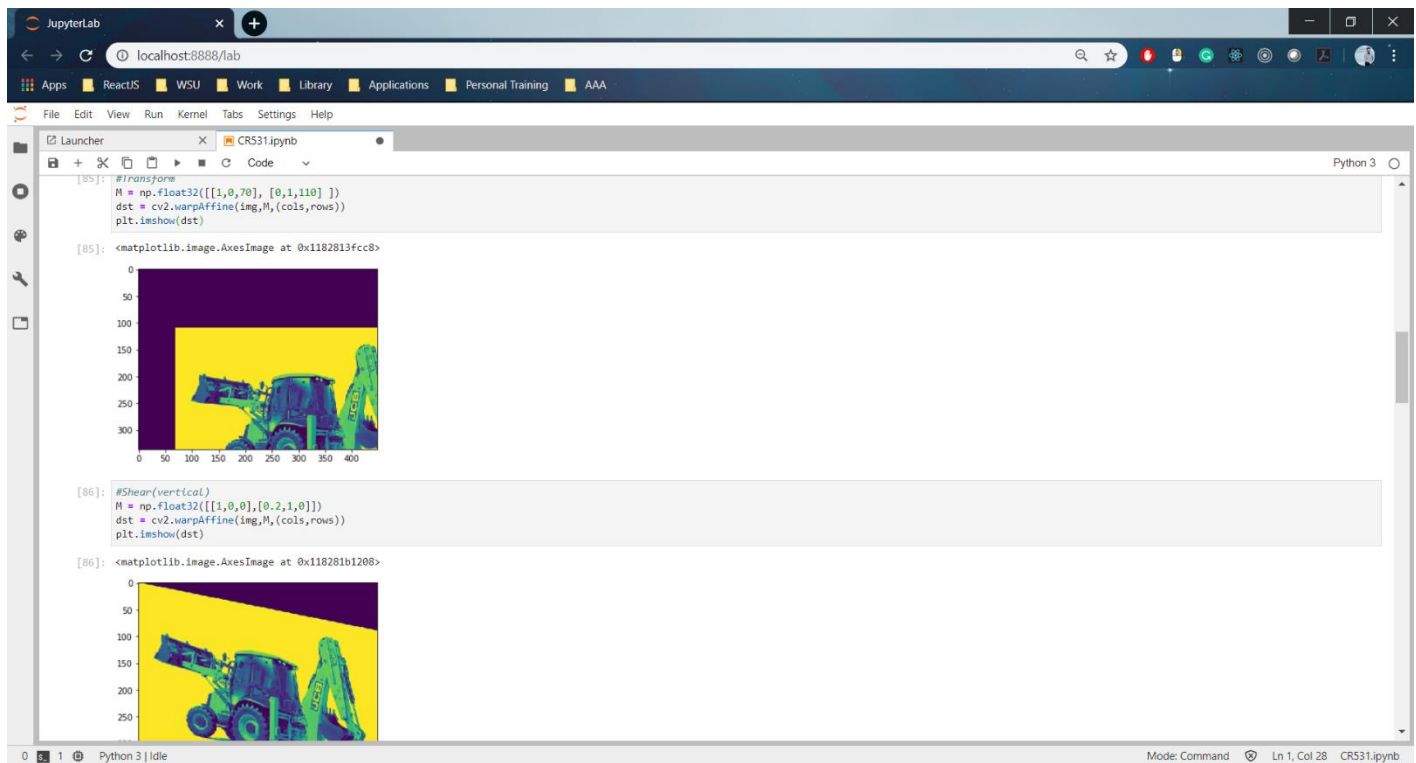 JupyterLab
localhost:8888/lab
Apps ReactJS WSU Work Library Applications Personal Training AAA
File Edit View Run Kernel Tabs Settings Help
Launcher CR531.ipynb
Code Python 3
[85]: #Transform
M = np.float32([[1,0,70], [0,1,110] ])
dst = cv2.warpAffine(img,M,(cols,rows))
plt.imshow(dst)
[85]: <matplotlib.image.AxesImage at 0x1182813fcc8>
0
50
100
150
200
250
300
0 50 100 150 200 250 300 350 400
JCB
[86]: #Shear(vertical)
M = np.float32([[1,0,0],[0.2,1,0]])
dst = cv2.warpAffine(img,M,(cols,rows))
plt.imshow(dst)
[86]: <matplotlib.image.AxesImage at 0x118281b1208>
0
50
100
150
200
250
JCB
0 1 Python 3 | Idle Mode: Command Ln 1, Col 28 CR531.ipynb